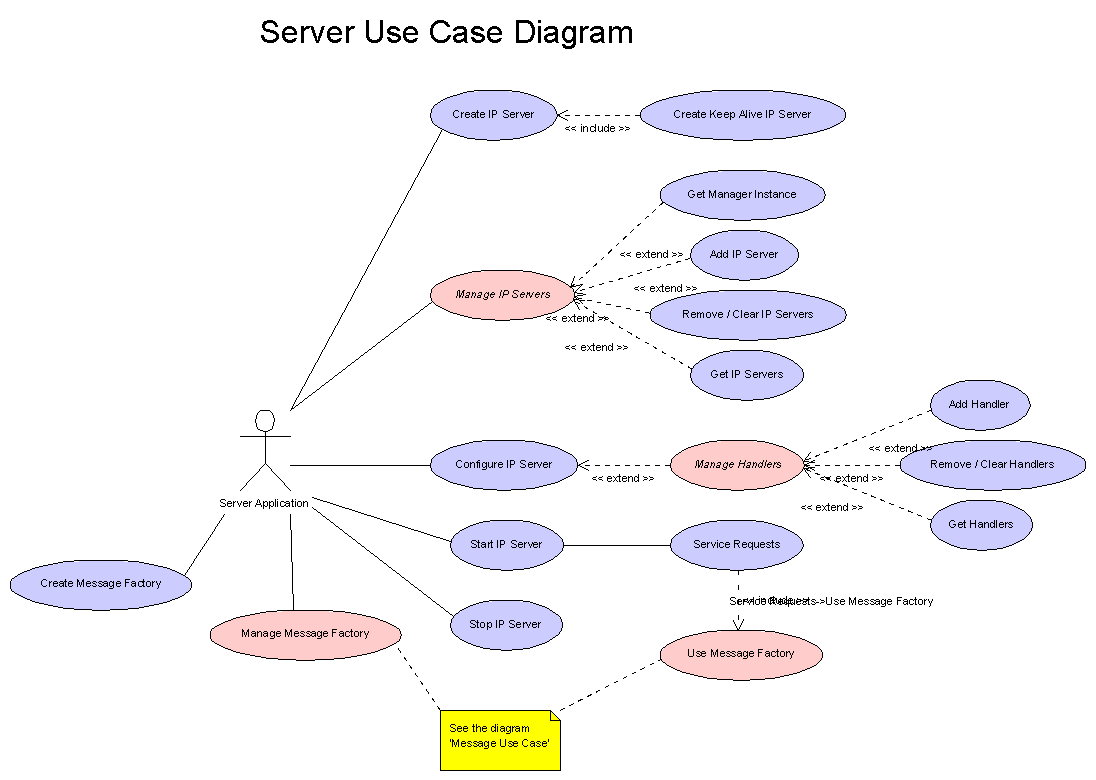 Server Use Case Diagram
Create IP Server
Create Keep Alive IP Server
<< include >>
Get Manager Instance
<< extend >>
Add IP Server
<< extend >>
Manage IP Servers
Remove / Clear IP Servers
<< extend >>
<< extend >>
Get IP Servers
Add Handler
<< extend >>
Configure IP Server
Manage Handlers
Remove / Clear Handlers
<< extend >>
<< extend >>
<< extend >>
Server Application
Get Handlers
Start IP Server
Service Requests
Create Message Factory
<< include >>
Service Requests->Use Message Factory
Stop IP Server
Manage Message Factory
Use Message Factory
See the diagram
'Message Use Case'